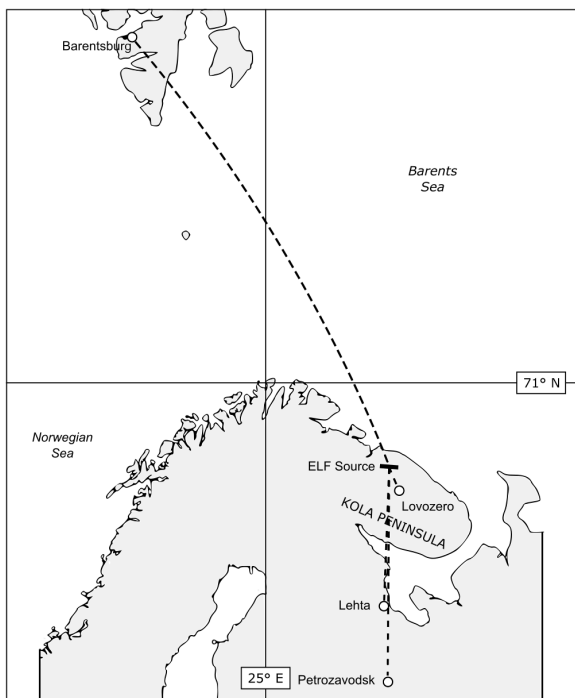 Barentsburg
Barents
Sea
71° N
Norwegian
Sea
ELF Source
Lovozero
KOLA PENINSULA
Lehta
25° E
Petrozavodsk